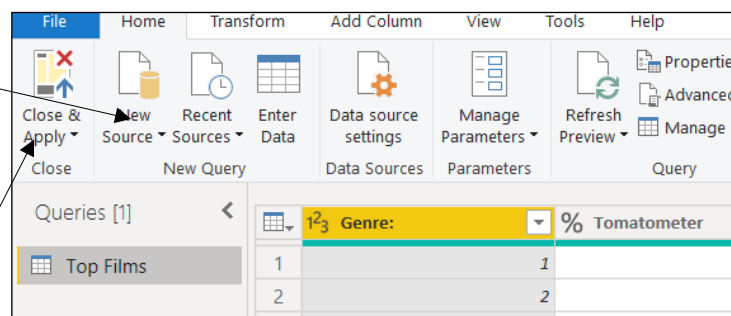 File Home Transform Add Column View Tools Help
Close & Apply
New Source
Recent Sources
Enter Data
Data source settings
Manage Parameters
Refresh Preview
Propertie
Advanced
Manage
Close New Query Data Sources Parameters Query
Queries [1]
Top Films
123 Genre: % Tomatometer
1 1
2 2